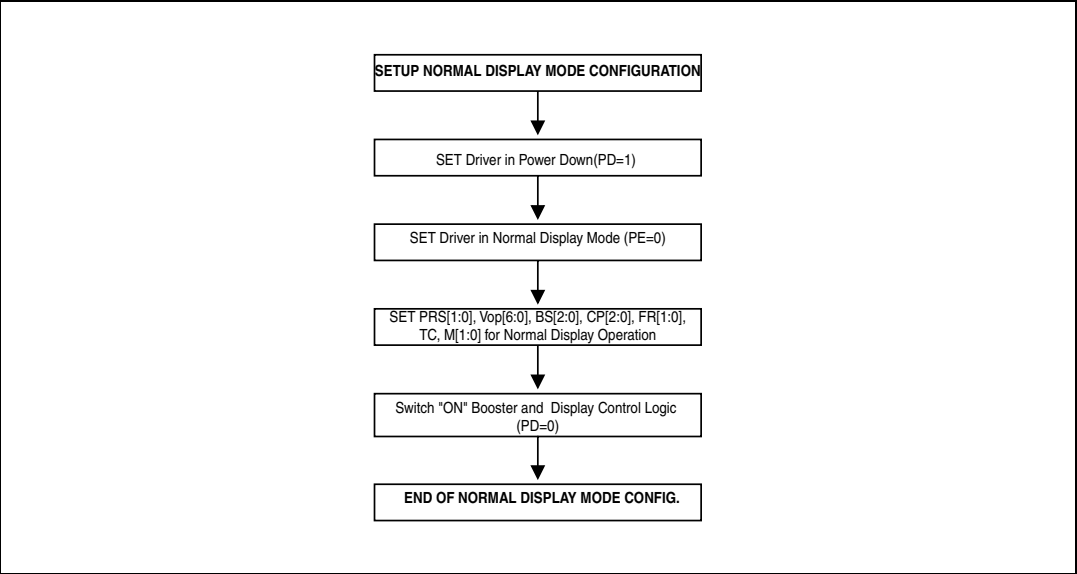 SETUP NORMAL DISPLAY MODE CONFIGURATION
SET Driver in Power Down(PD=1)
SET Driver in Normal Display Mode (PE=0)
SET PRS[1:0], Vop[6:0], BS[2:0], CP[2:0], FR[1:0],
TC, M[1:0] for Normal Display Operation
Switch "ON" Booster and Display Control Logic
(PD=0)
END OF NORMAL DISPLAY MODE CONFIG.